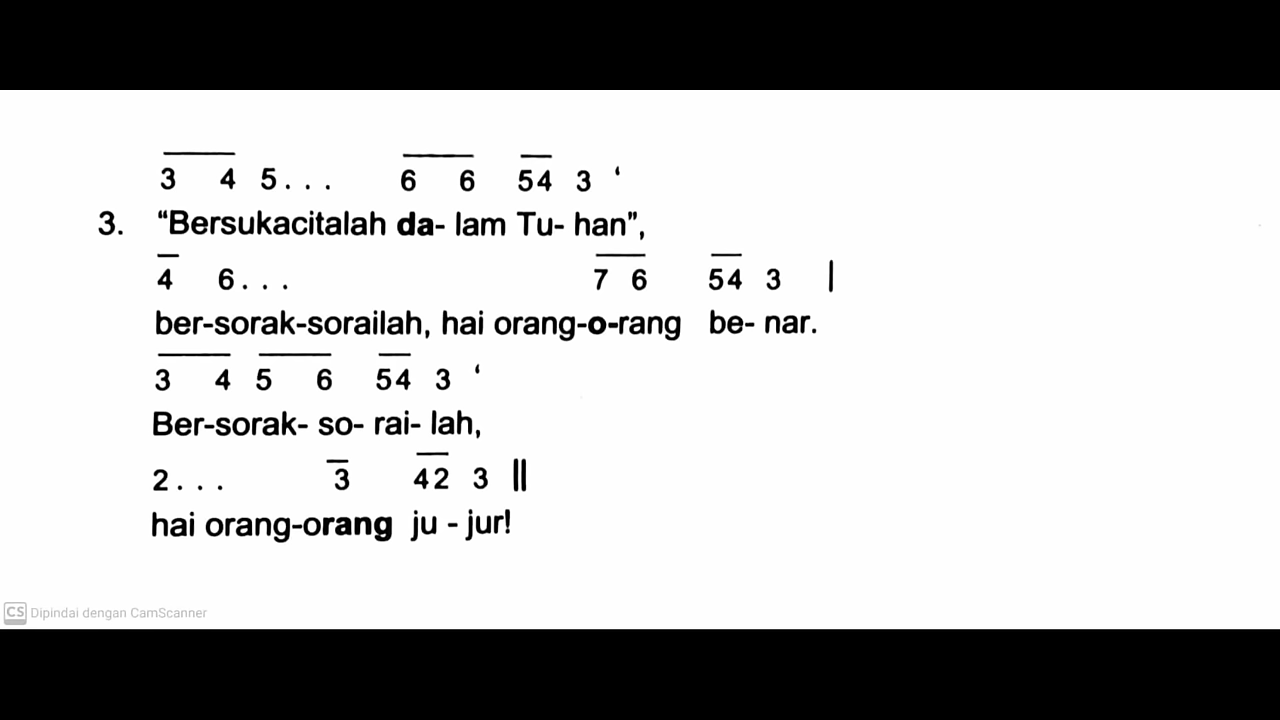 3 4 5... 6 6 54 3 ‘
3. “Bersukacitalah da- lam Tu- han”,
4 6... 7 6 54 3 |
ber-sorak-sorailah, hai orang-o-rang be- nar.
3 4 5 6 54 3 ‘
Ber-sorak- so- rai- lah,
2... 3 42 3 ||
hai orang-orang ju - jur!
CS Dipindai dengan CamScanner